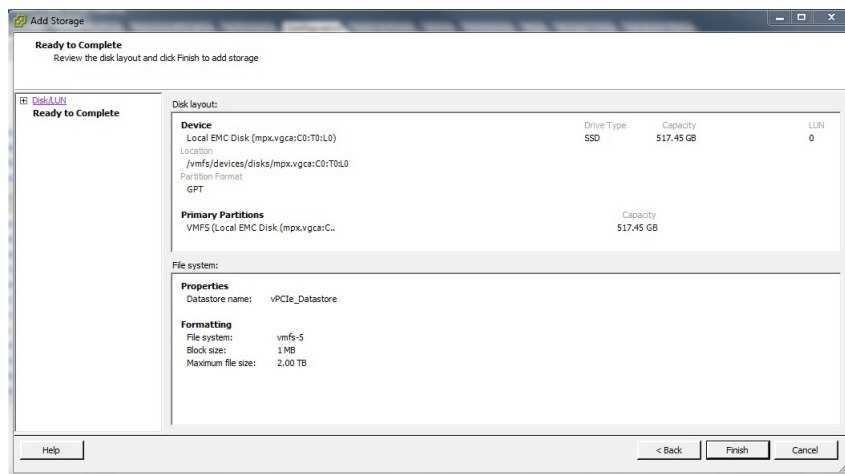 Add Storage
Ready to Complete
Review the disk layout and click Finish to add storage
Disk/LUN
Ready to Complete
Disk layout:
Device Drive Type Capacity LUN
Local EMC Disk (mpx.vgca:C0:T0:L0) SSD 517.45 GB 0
Location
/vmfs/devices/disks/mpx.vgca:C0:T0:L0
Partition Format
GPT
Primary Partitions Capacity
VMFS (Local EMC Disk (mpx.vgca:C.. 517.45 GB
File system:
Properties
Datastore name: vPCIe_Datastore
Formatting
File system: vmfs-5
Block size: 1 MB
Maximum file size: 2.00 TB
Help < Back Finish Cancel